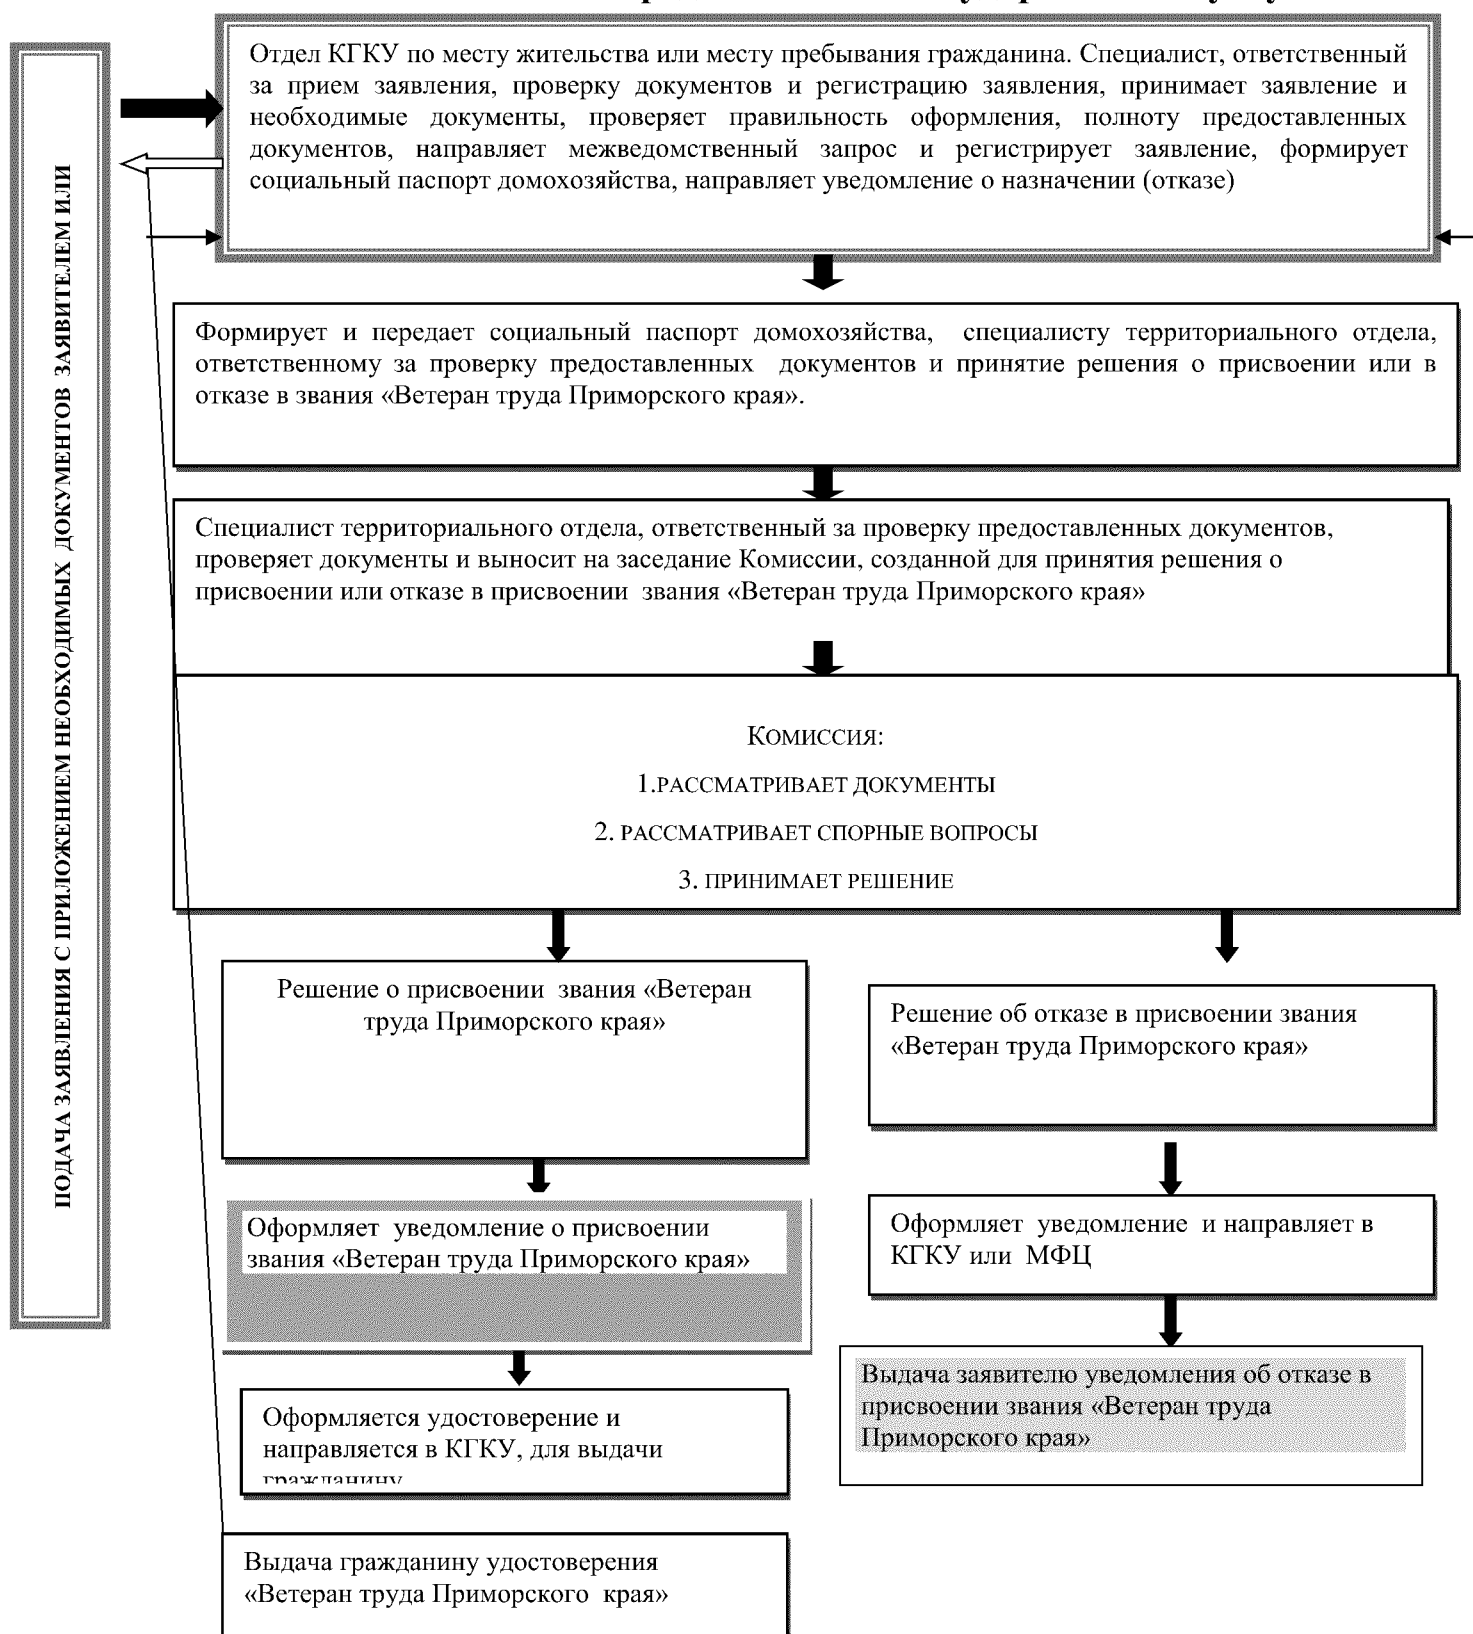 Отдел КГКУ по месту жительства или месту пребывания гражданина. Специалист, ответственный
за прием заявления, проверку документов и регистрацию заявления, принимает заявление и
необходимые документы, проверяет правильность оформления, полноту предоставленных
документов, направляет межведомственный запрос и регистрирует заявление, формирует
социальный паспорт домохозяйства, направляет уведомление о назначении (отказе)
ПОДАЧА ЗАЯВЛЕНИЯ С ПРИЛОЖЕНИЕМ НЕОБХОДИМЫХ ДОКУМЕНТОВ ЗАЯВИТЕЛЕМ ИЛИ
Формирует и передает социальный паспорт домохозяйства, специалисту территориального отдела,
ответственному за проверку предоставленных документов и принятие решения о присвоении или в
отказе в звания «Ветеран труда Приморского края».
Специалист территориального отдела, ответственный за проверку предоставленных документов,
проверяет документы и выносит на заседание Комиссии, созданной для принятия решения о
присвоении или отказе в присвоении звания «Ветеран труда Приморского края»
КОМИССИЯ:
1.РАССМАТРИВАЕТ ДОКУМЕНТЫ
2. РАССМАТРИВАЕТ СПОРНЫЕ ВОПРОСЫ
3. ПРИНИМАЕТ РЕШЕНИЕ
Решение о присвоении звания «Ветеран
труда Приморского края»
Решение об отказе в присвоении звания
«Ветеран труда Приморского края»
Оформляет уведомление о присвоении
звания «Ветеран труда Приморского края»
Оформляет уведомление и направляет в
КГКУ или МФЦ
Выдача заявителю уведомления об отказе в
присвоении звания «Ветеран труда
Приморского края»
Оформляется удостоверение и
направляется в КГКУ, для выдачи
гражданину
Выдача гражданину удостоверения
«Ветеран труда Приморского края»